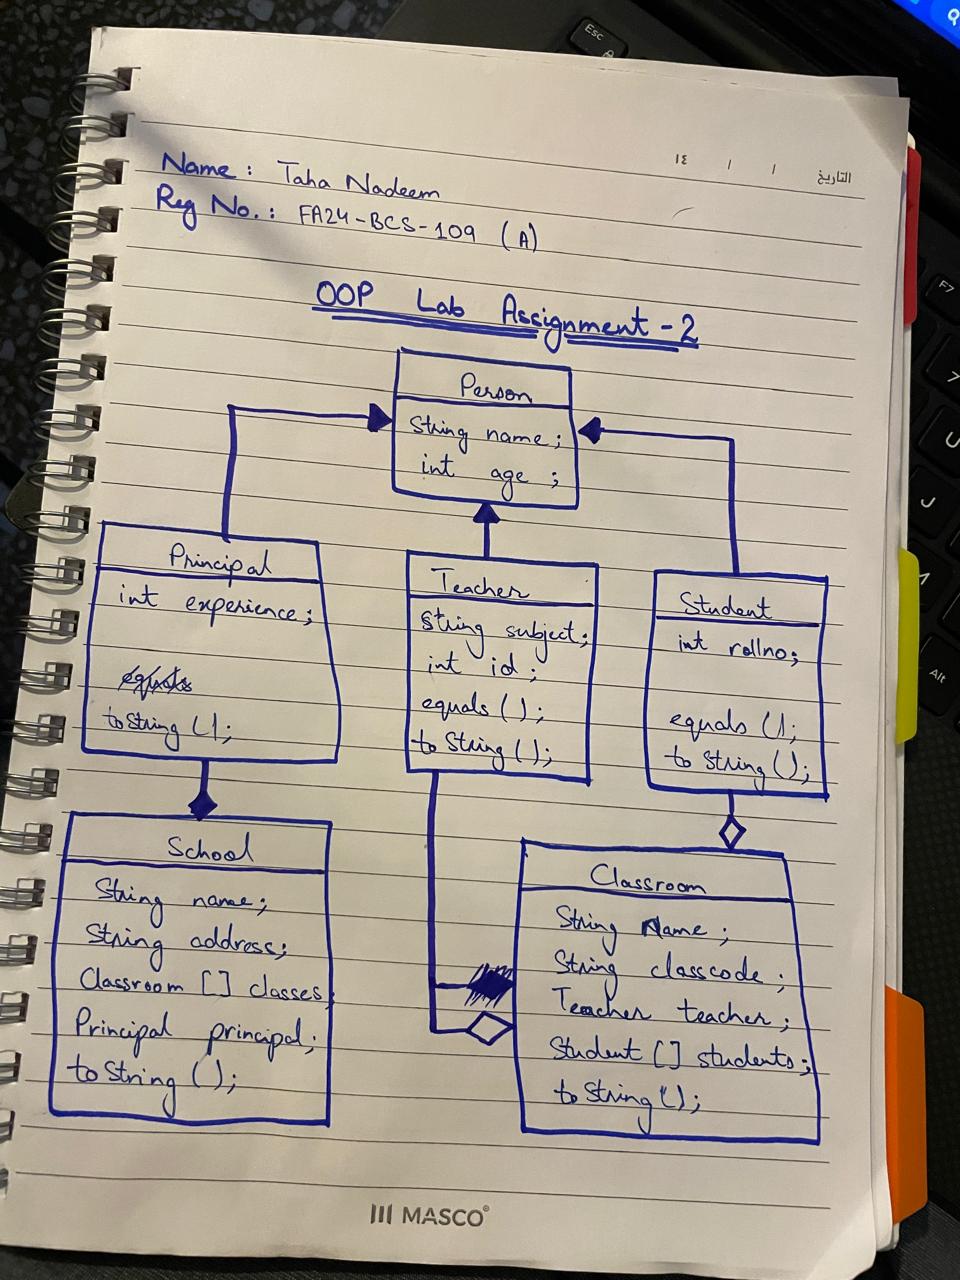 Esc
F7
Alt
١٤ / / التاريخ
Name : Taha Nadeem
Reg No. : FA24-BCS-109 (A)
OOP Lab Assignment-2
Person
String name;
int age ;
Principal
int experience;
equals
toString ();
Teacher
String subject;
int id ;
equals ( );
to String ( );
Student
int rollno;
equals ();
to String ();
School
String name;
String address;
Classroom [ ] classes;
Principal principal;
to String ( );
Classroom
String Name ;
String classcode ;
Teacher teacher ;
Student [ ] students;
to String ( );
MASCO®